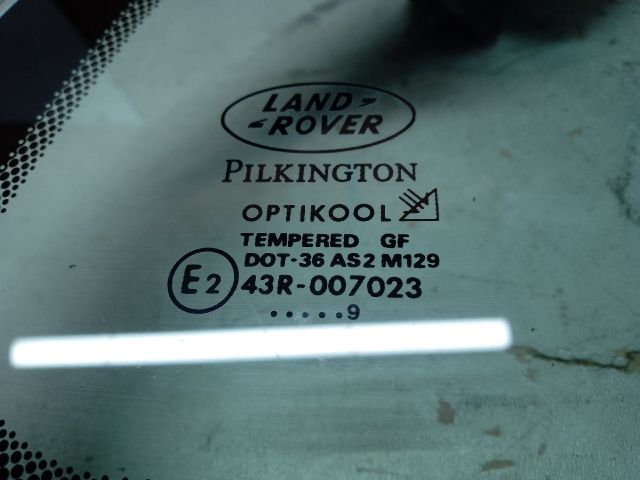 LAND
ROVER
PILKINGTON
OPTIKOOL
TEMPERED GF
DOT-36 AS2 M129
E2
43R-007023
.....9